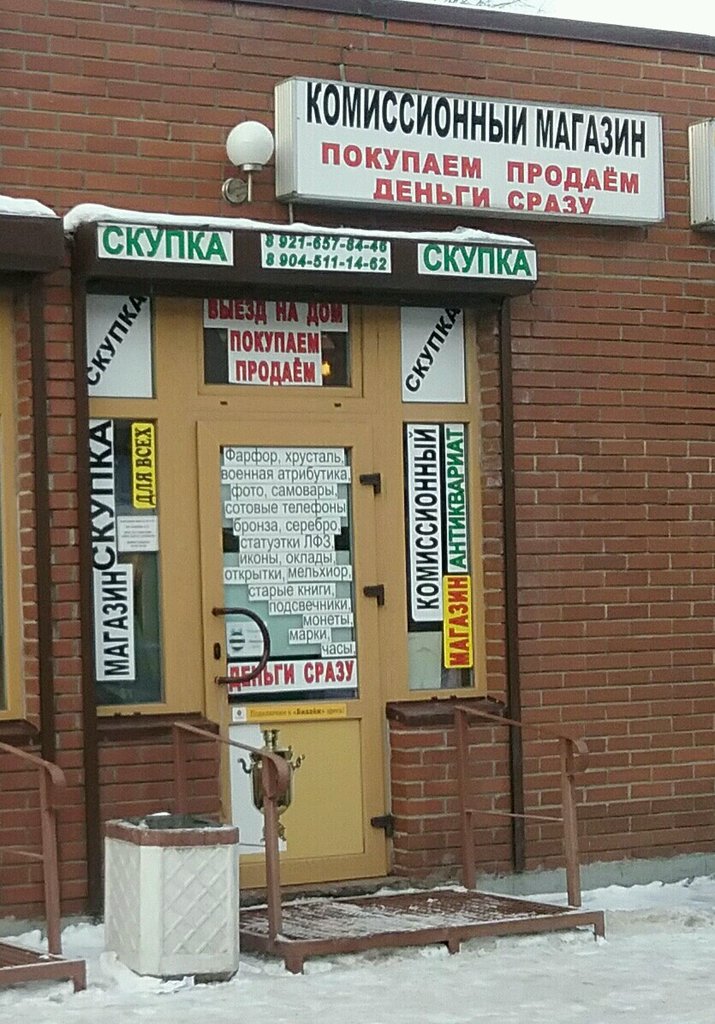 КОМИССИОННЫЙ МАГАЗИН
ПОКУПАЕМ ПРОДАЁМ
ДЕНЬГИ СРАЗУ
СКУПКА
8 921-657-84-46
8 904-511-14-62
СКУПКА
СКУПКА
ВЫЕЗД НА ДОМ
ПОКУПАЕМ
ПРОДАЁМ
СКУПКА
СКУПКА
ДЛЯ ВСЕХ
МАГАЗИН
Фарфор, хрусталь,
военная атрибутика,
фото, самовары,
сотовые телефоны
бронза, серебро,
статуэтки ЛФЗ,
иконы, оклады,
открытки, мельхиор,
старые книги,
подсвечники,
монеты,
марки,
часы,
ДЕНЬГИ СРАЗУ
КОМИССИОННЫЙ
АНТИКВАРИАТ
МАГАЗИН
«Билайн» здесь